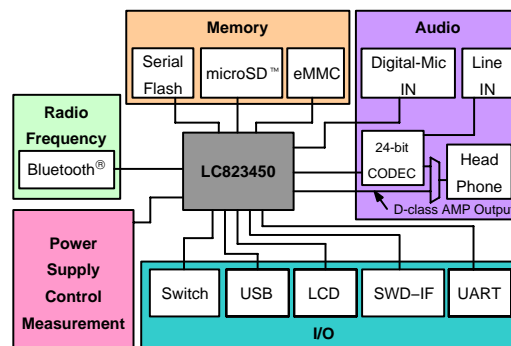 Memory
Serial
Flash
microSD™
eMMC
Audio
Digital-Mic
IN
Line
IN
24-bit
CODEC
Head
Phone
D-class AMP Output
Radio
Frequency
Bluetooth®
LC823450
Power
Supply
Control
Measurement
Switch
USB
LCD
SWD–IF
UART
I/O